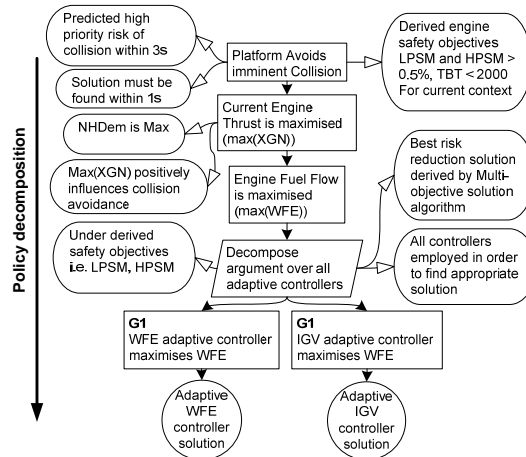 Predicted high
priority risk of
collision within 3s
Platform Avoids
imminent Collision
Derived engine
safety objectives
LPSM and HPSM >
0.5%, TBT < 2000
For current context
Solution must be
found within 1s
Current Engine
Thrust is maximised
(max(XGN))
NHDem is Max
Max(XGN) positively
influences collision
avoidance
Engine Fuel Flow
is maximised
(max(WFE))
Best risk
reduction solution
derived by Multi-
objective solution
algorithm
Under derived
safety objectives
i.e. LPSM, HPSM
Decompose
argument over all
adaptive controllers
All controllers
employed in order
to find appropriate
solution
G1
WFE adaptive controller
maximises WFE
G1
IGV adaptive controller
maximises WFE
Adaptive
WFE
controller
solution
Adaptive
IGV
controller
solution
Policy decomposition